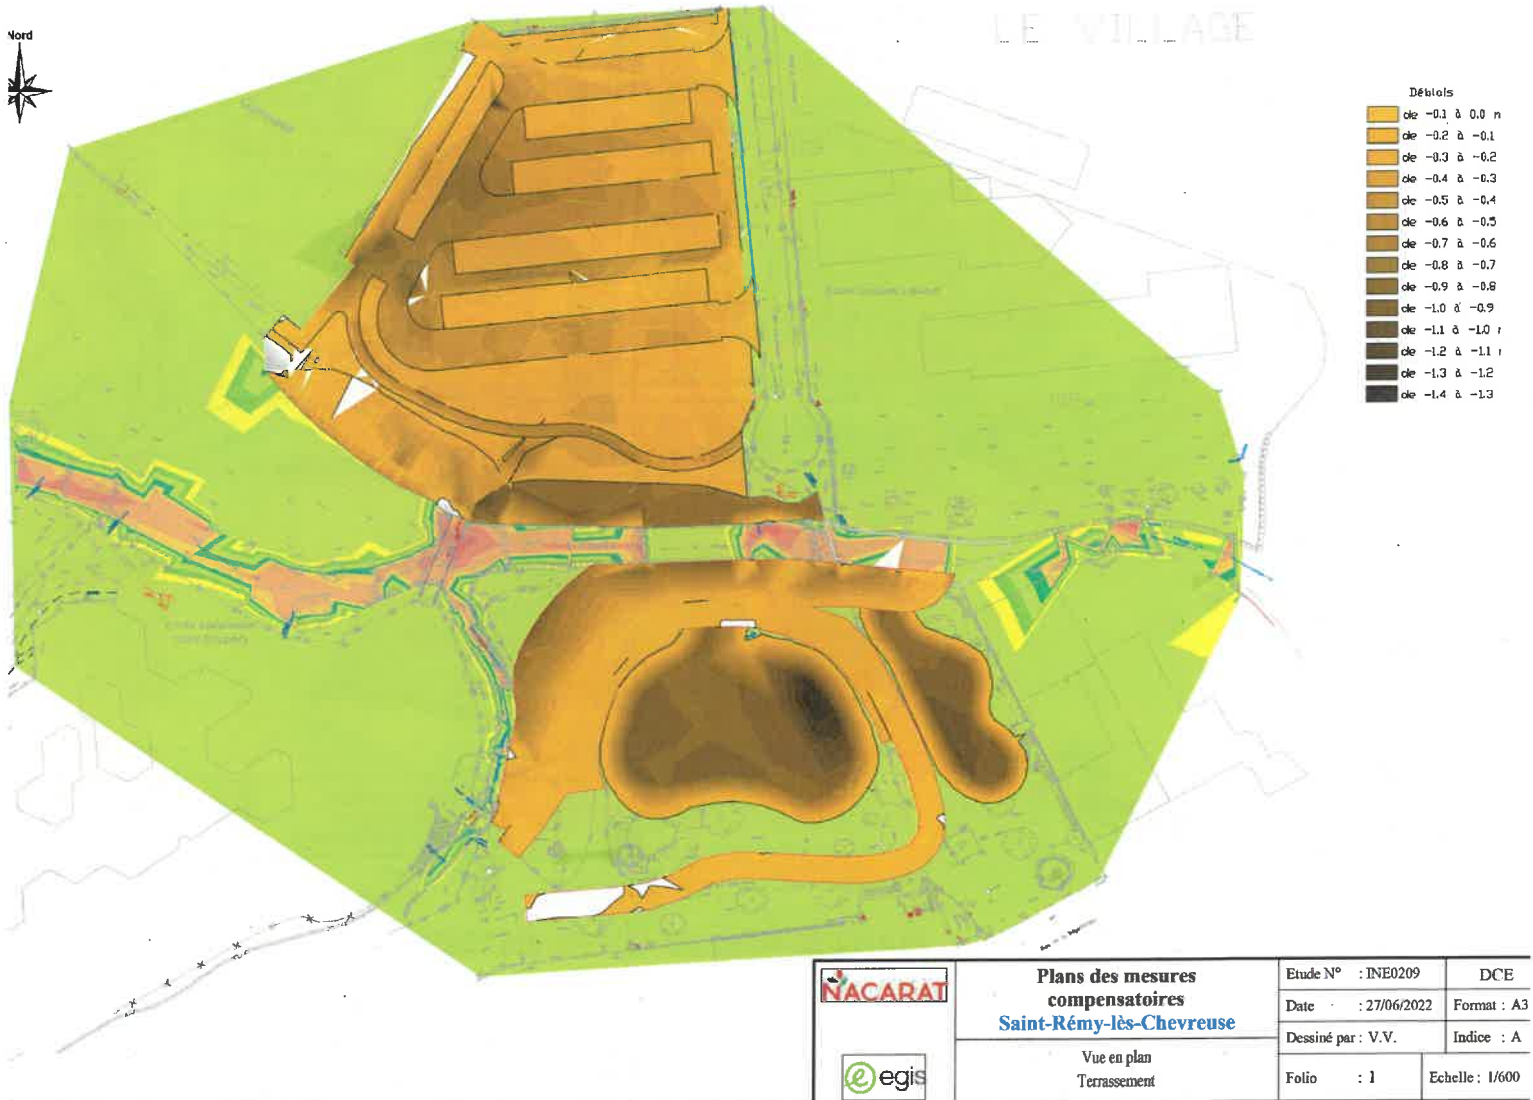 Nord
LE VILLAGE
Déblais
de -0.1 à 0.0 m
de -0.2 à -0.1
de -0.3 à -0.2
de -0.4 à -0.3
de -0.5 à -0.4
de -0.6 à -0.5
de -0.7 à -0.6
de -0.8 à -0.7
de -0.9 à -0.8
de -1.0 à -0.9
de -1.1 à -1.0
de -1.2 à -1.1
de -1.3 à -1.2
de -1.4 à -1.3
NACARAT
egis
Plans des mesures
compensatoires
Saint-Rémy-lès-Chevreuse
Vue en plan
Terrassement
Etude N° : INE0209
DCE
Date : 27/06/2022
Format : A3
Dessiné par : V.V.
Indice : A
Folio : 1
Echelle : 1/600